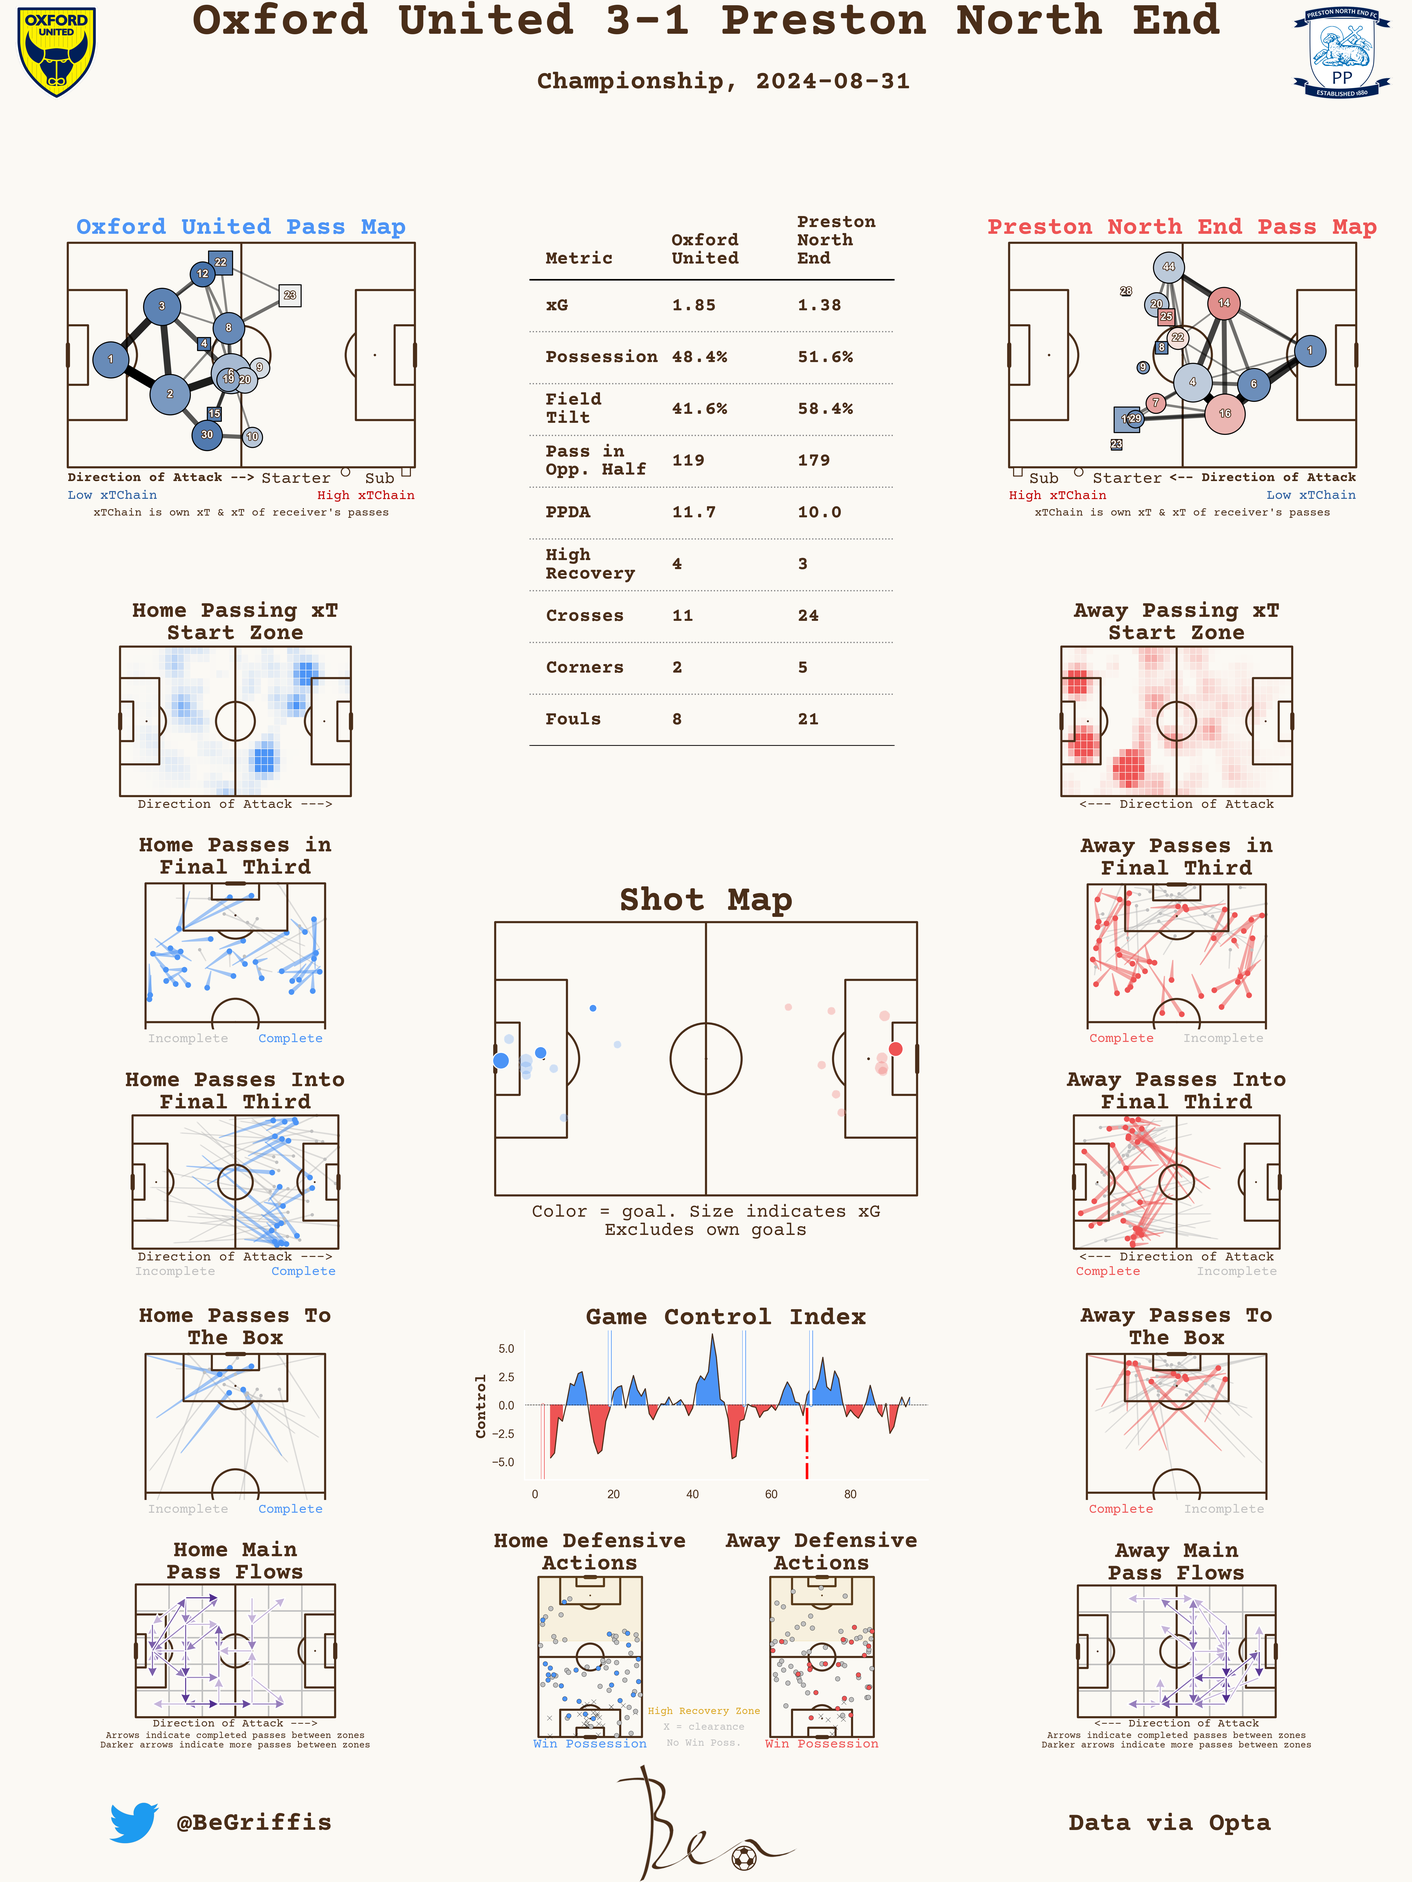 Oxford United 3-1 Preston North End
Championship, 2024-08-31
OXFORD
UNITED
PRESTON NORTH END FC
PP
ESTABLISHED 1880
Oxford United Pass Map
22
12
23
3
8
4
1
9
19
20
2
15
30
10
Direction of Attack --> Starter Sub
Low xTChain High xTChain
xTChain is own xT & xT of receiver's passes
Metric Oxford United Preston North End
xG 1.85 1.38
Possession 48.4% 51.6%
Field Tilt 41.6% 58.4%
Pass in Opp. Half 119 179
PPDA 11.7 10.0
High Recovery 4 3
Crosses 11 24
Corners 2 5
Fouls 8 21
Preston North End Pass Map
44
28
20
14
25
22
8
1
9
4
6
7
16
29
23
Sub Starter <-- Direction of Attack
High xTChain Low xTChain
xTChain is own xT & xT of receiver's passes
Home Passing xT
Start Zone
Direction of Attack --->
Away Passing xT
Start Zone
<--- Direction of Attack
Home Passes in
Final Third
Incomplete Complete
Away Passes in
Final Third
Complete Incomplete
Shot Map
Color = goal. Size indicates xG
Excludes own goals
Home Passes Into
Final Third
Direction of Attack --->
Incomplete Complete
Away Passes Into
Final Third
<--- Direction of Attack
Complete Incomplete
Home Passes To
The Box
Incomplete Complete
Game Control Index
Control
5.0
2.5
0.0
−2.5
−5.0
0 20 40 60 80
Away Passes To
The Box
Complete Incomplete
Home Main
Pass Flows
Direction of Attack --->
Arrows indicate completed passes between zones
Darker arrows indicate more passes between zones
Home Defensive
Actions
Win Possession
Away Defensive
Actions
Win Possession
High Recovery Zone
X = clearance
No Win Poss.
Away Main
Pass Flows
<--- Direction of Attack
Arrows indicate completed passes between zones
Darker arrows indicate more passes between zones
@BeGriffis
Ben
Data via Opta